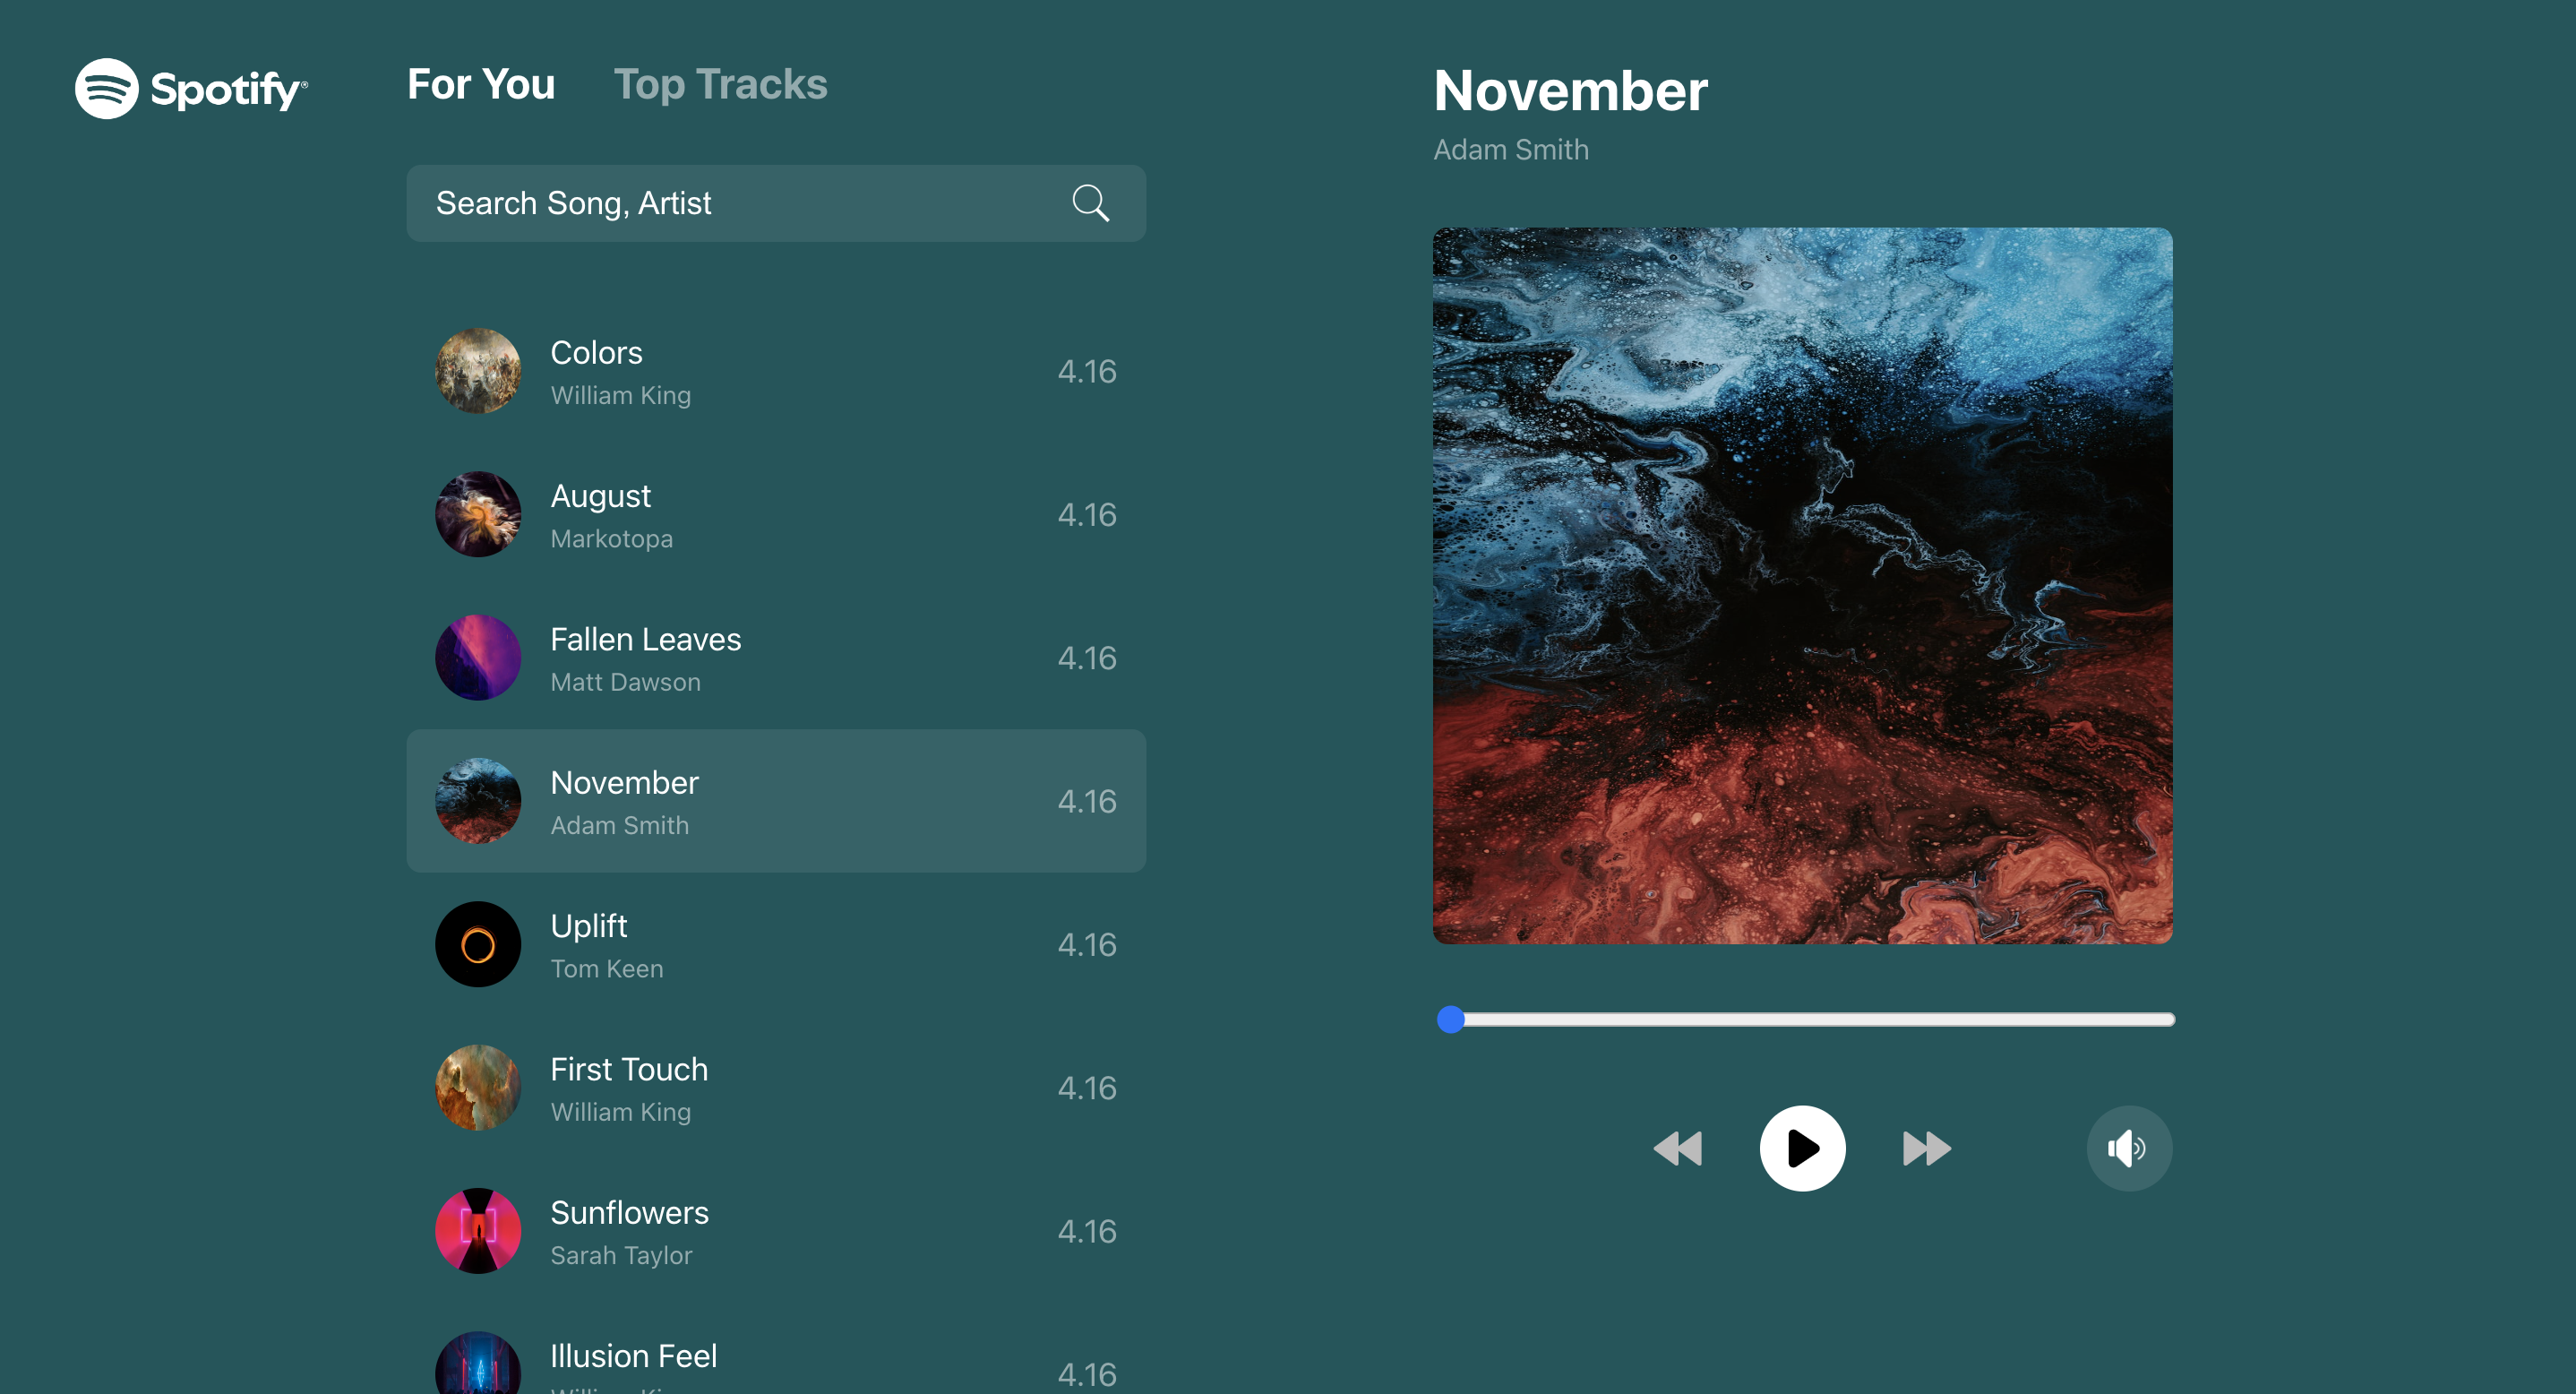 Spotify®
For You
Top Tracks
Search Song, Artist
Colors
William King
4.16
August
Markotopa
4.16
Fallen Leaves
Matt Dawson
4.16
November
Adam Smith
4.16
Uplift
Tom Keen
4.16
First Touch
William King
4.16
Sunflowers
Sarah Taylor
4.16
Illusion Feel
4.16
November
Adam Smith